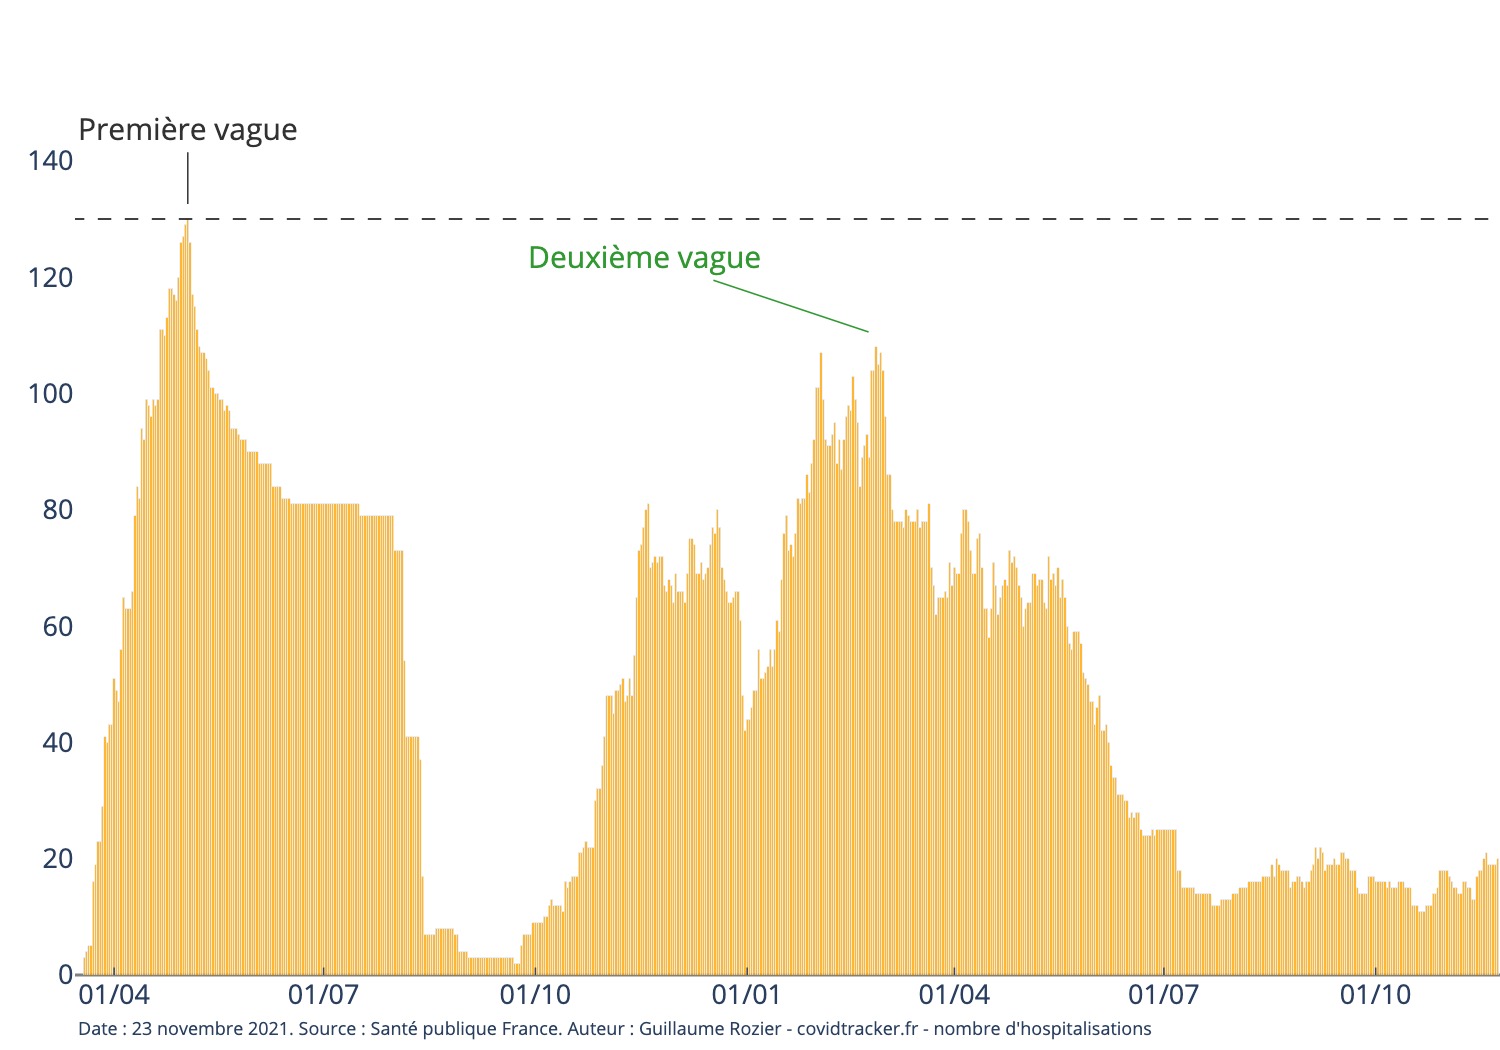 Première vague
140
Deuxième vague
120
100
80
60
40
20
0
01/04 01/07 01/10 01/01 01/04 01/07 01/10
Date : 23 novembre 2021. Source : Santé publique France. Auteur : Guillaume Rozier - covidtracker.fr - nombre d'hospitalisations